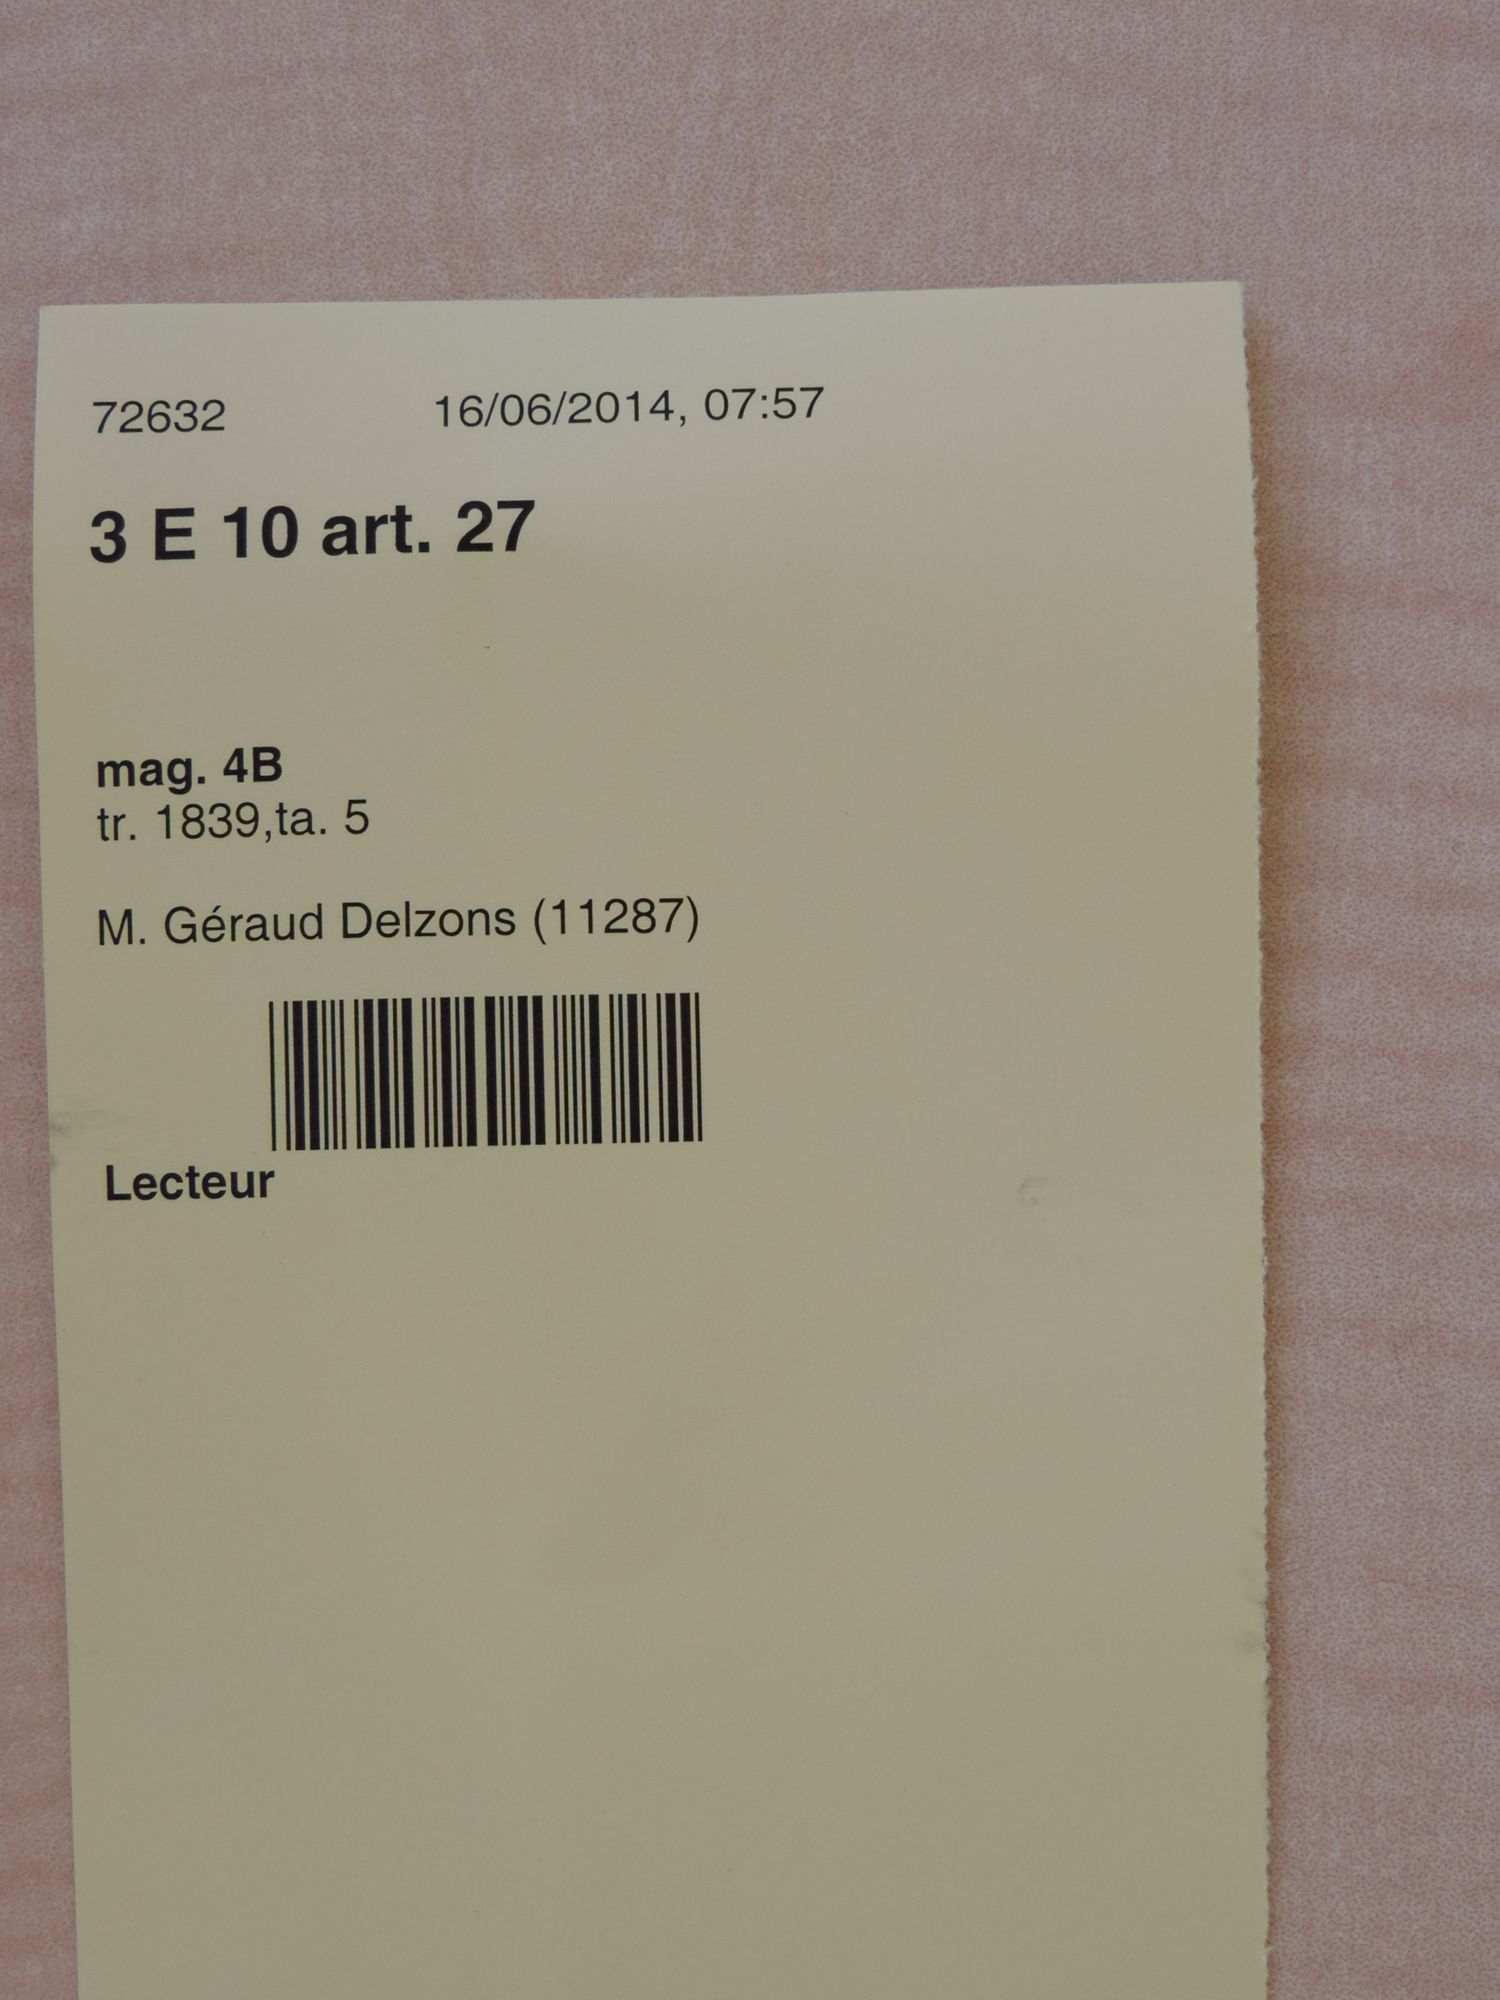 72632 16/06/2014, 07:57
3 E 10 art. 27
mag. 4B
tr. 1839,ta. 5
M. Géraud Delzons (11287)
Lecteur